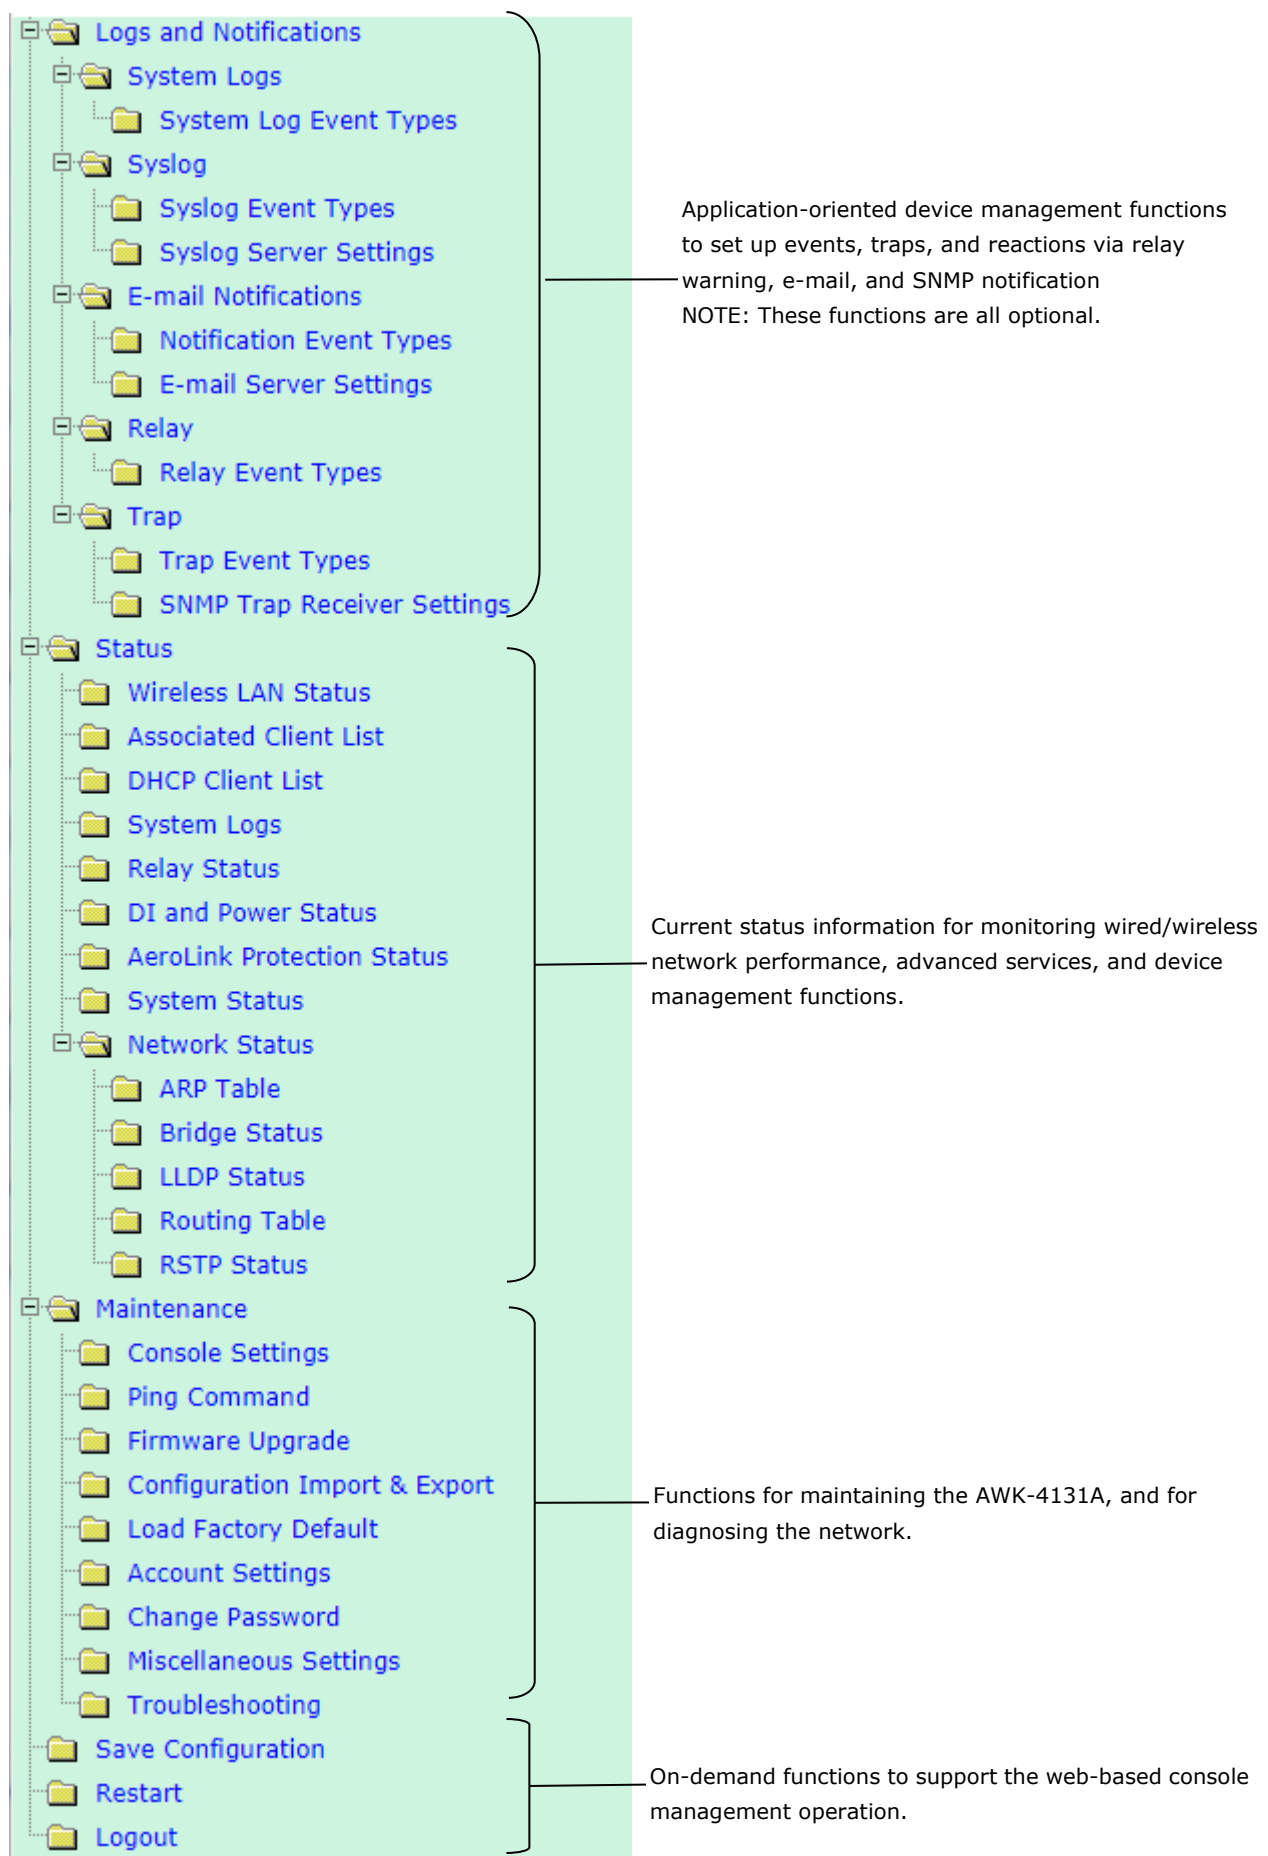 Logs and Notifications
System Logs
System Log Event Types
Syslog
Syslog Event Types
Syslog Server Settings
E-mail Notifications
Notification Event Types
E-mail Server Settings
Relay
Relay Event Types
Trap
Trap Event Types
SNMP Trap Receiver Settings
Application-oriented device management functions
to set up events, traps, and reactions via relay
warning, e-mail, and SNMP notification
NOTE: These functions are all optional.
Status
Wireless LAN Status
Associated Client List
DHCP Client List
System Logs
Relay Status
DI and Power Status
AeroLink Protection Status
System Status
Network Status
ARP Table
Bridge Status
LLDP Status
Routing Table
RSTP Status
Current status information for monitoring wired/wireless
network performance, advanced services, and device
management functions.
Maintenance
Console Settings
Ping Command
Firmware Upgrade
Configuration Import & Export
Load Factory Default
Account Settings
Change Password
Miscellaneous Settings
Troubleshooting
Functions for maintaining the AWK-4131A, and for
diagnosing the network.
Save Configuration
Restart
Logout
On-demand functions to support the web-based console
management operation.